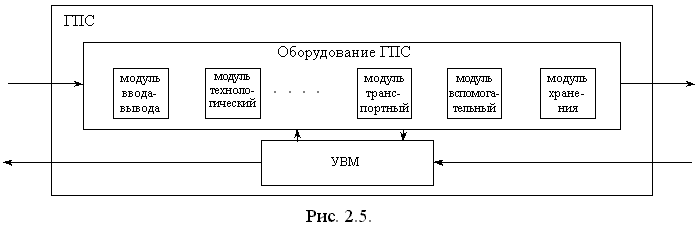 ГПС
Оборудование ГПС
модуль
ввода-
вывода
модуль
техноло-
гический
. . . .
модуль
транс-
портный
модуль
вспомога-
тельный
модуль
хране-
ния
УВМ
Рис. 2.5.